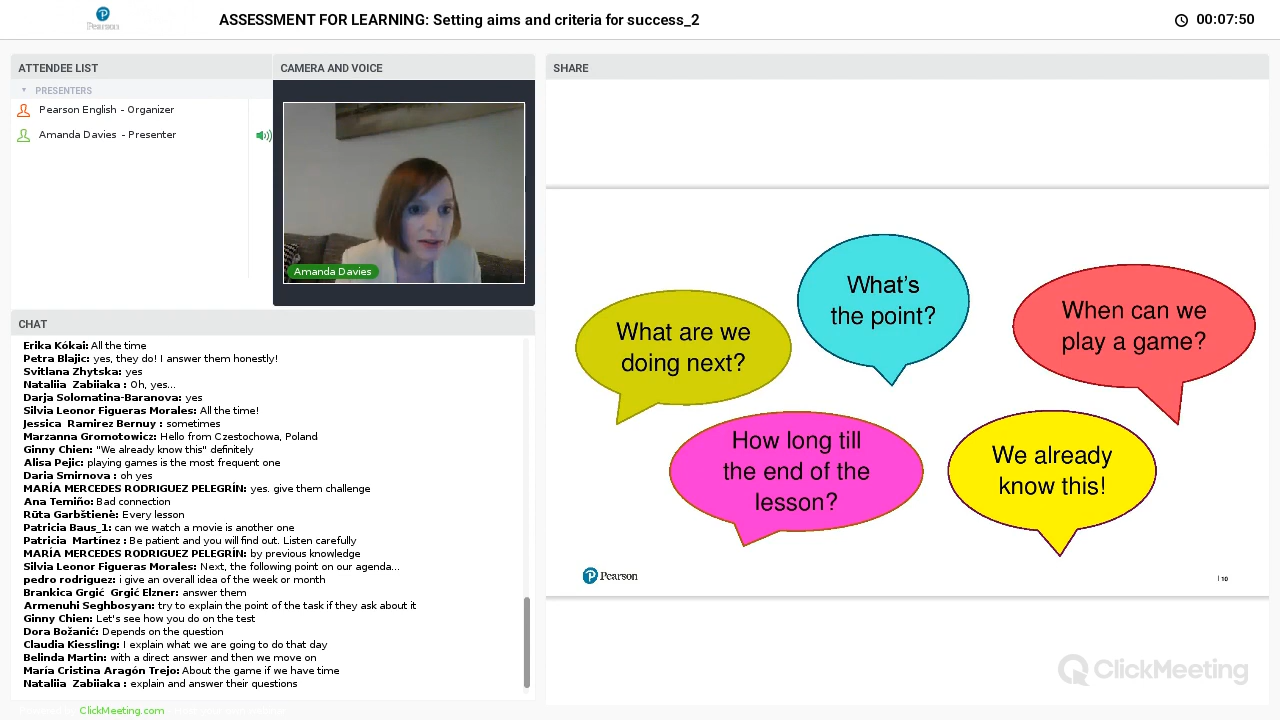 Pearson
ASSESSMENT FOR LEARNING: Setting aims and criteria for success_2
00:07:50
ATTENDEE LIST
PRESENTERS
Pearson English - Organizer
Amanda Davies - Presenter
CAMERA AND VOICE
Amanda Davies
CHAT
Erika Kókai: All the time
Petra Blajic: yes, they do! I answer them honestly!
Svitlana Zhytska: yes
Nataliia Zabiiaka : Oh, yes...
Darja Solomatina-Baranova: yes
Silvia Leonor Figueras Morales: All the time!
Jessica Ramirez Bernuy : sometimes
Marzanna Gromotowicz: Hello from Czestochowa, Poland
Ginny Chien: "We already know this" definitely
Alisa Pejic: playing games is the most frequent one
Daria Smirnova : oh yes
MARÍA MERCEDES RODRIGUEZ PELEGRÍN: yes. give them challenge
Ana Temiño: Bad connection
Rūta Garbštienė: Every lesson
Patricia Baus_1: can we watch a movie is another one
Patricia Martínez : Be patient and you will find out. Listen carefully
MARÍA MERCEDES RODRIGUEZ PELEGRÍN: by previous knowledge
Silvia Leonor Figueras Morales: Next, the following point on our agenda...
pedro rodriguez: i give an overall idea of the week or month
Brankica Grgić Grgić Elzner: answer them
Armenuhi Seghbosyan: try to explain the point of the task if they ask about it
Ginny Chien: Let's see how you do on the test
Dora Božanić: Depends on the question
Claudia Kiessling: I explain what we are going to do that day
Belinda Martin: with a direct answer and then we move on
María Cristina Aragón Trejo: About the game if we have time
Nataliia Zabiiaka : explain and answer their questions
ClickMeeting.com
SHARE
What are we
doing next?
What's
the point?
When can we
play a game?
How long till
the end of the
lesson?
We already
know this!
Pearson
| 10
ClickMeeting